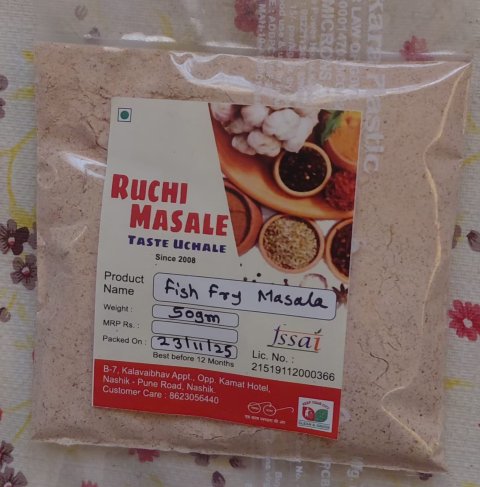 RUCHI
MASALE
TASTE UCHALE
Since 2008
Product Name Fish Fry Masala
Weight : 50gm
MRP Rs. :
Packed On : 23/11/25
Best before 12 Months
fssai
Lic. No. :
21519112000366
B-7, Kalavaibhav Appt., Opp. Kamat Hotel,
Nashik - Pune Road, Nashik.
Customer Care : 8623056440